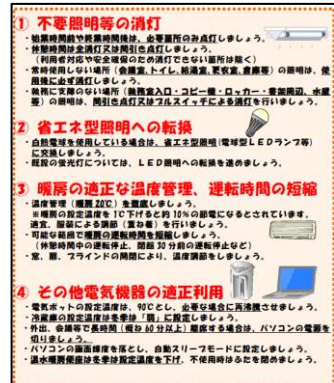 ① 不要照明等の消灯
・始業時間前や終業時間後は、必要箇所のみ点灯しましょう。
・休憩時間は全消灯又は間引き点灯しましょう。
（利用者対応や安全確保のため消灯できない箇所は除く）
・常時使用しない場所（会議室、トイレ、給湯室、更衣室、倉庫等）の照明は、使
用後に必ず消灯しましょう。
・執務に支障のない場所（執務室入口・コピー機・ロッカー・書架周辺、水屋
等）の照明は、間引き点灯又はプルスイッチによる消灯を行いましょう。
② 省エネ型照明への転換
・白熱電球を使用している場合は、省エネ型照明（電球型LEDランプ等）
に交換しましょう。
・既設の蛍光灯については、LED照明への転換を進めましょう。
③ 暖房の適正な温度管理、運転時間の短縮
・温度管理（暖房20℃）を徹底しましょう。
※暖房の設定温度を1℃下げると約10%の節電になるとされています。
適宜、服装による調節（重ね着）を行いましょう。
・可能な範囲で暖房の運転時間を短縮しましょう。
（休憩時間中の運転停止、閉館30分前の運転停止など）
・窓、扉、ブラインドの開閉により、温度調節をしましょう。
④ その他電気機器の適正利用
・電気ポットの設定温度は、90℃とし、必要な場合に再沸騰させましょう。
・冷蔵庫の設定温度は冬季は「弱」に設定しましょう。
・外出、会議等で長時間（概ね60分以上）離席する場合は、パソコンの電源を
切りましょう。
・パソコンの画面輝度を落とし、自動スリープモードに設定しましょう。
・温水暖房便座は冬季は設定温度を下げ、不使用時はふたを閉めましょう。